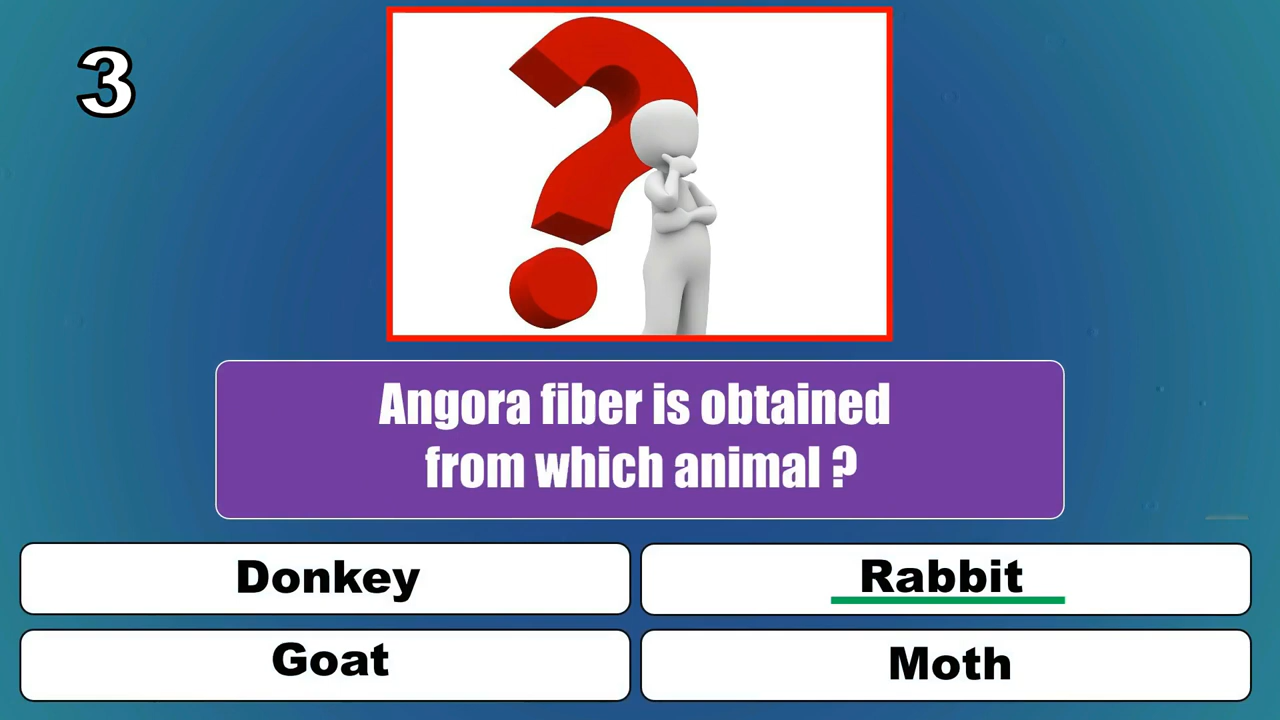 3
Angora fiber is obtained
from which animal ?
Donkey
Rabbit
Goat
Moth